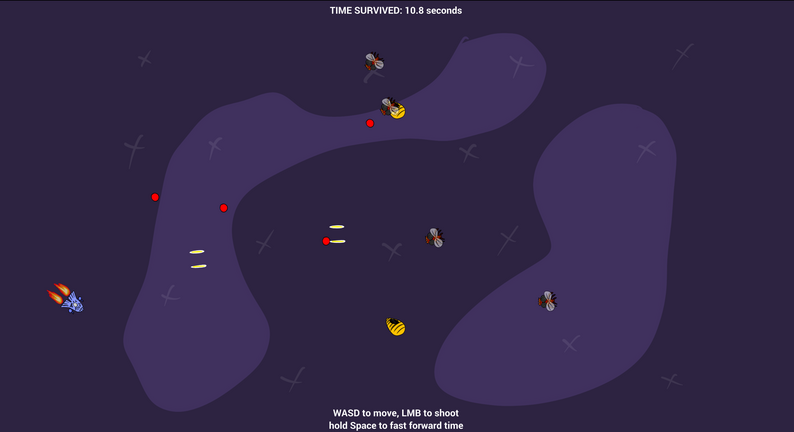 TIME SURVIVED: 10.8 seconds
WASD to move, LMB to shoot
hold Space to fast forward time